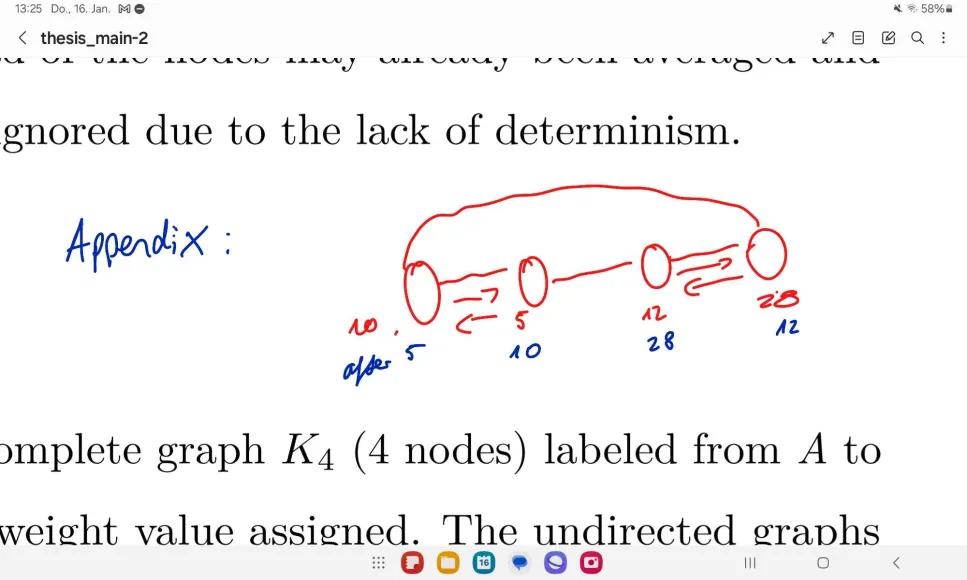 13:25 Do., 16. Jan. 58%
thesis_main-2
of the nodes may already been averaged and
ignored due to the lack of determinism.
Appendix :
10 . 5 12 28
after 5 10 28 12
omplete graph K4 (4 nodes) labeled from A to
weight value assigned. The undirected graphs
16